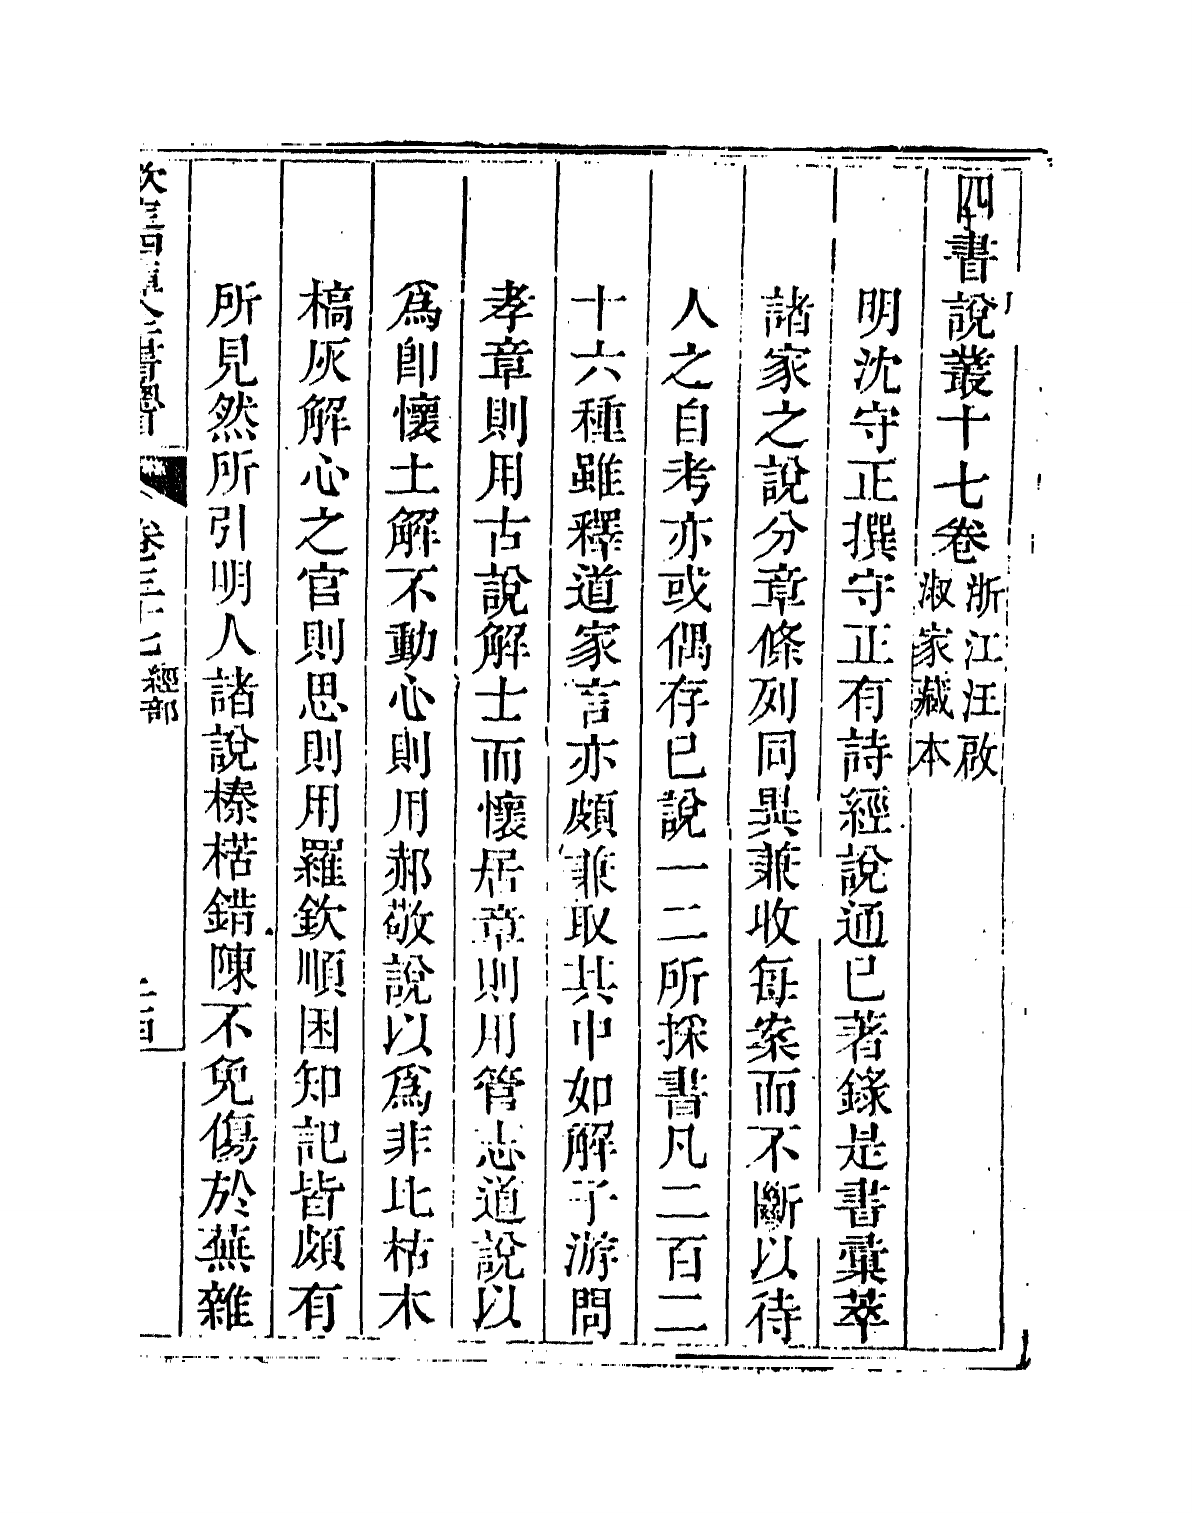 四書說叢十七卷浙江汪啟淑家藏本
明沈守正撰守正有詩經說通已著錄是書彙萃
諸家之說分章條列同異兼收每案而不斷以待
人之自考亦或偶存已說一二所採書凡二百二
十六種雖釋道家言亦頗兼取其中如解子游問
孝章則用古說解士而懷居章則用管志道說以
爲卽懷土解不動心則用郝敬說以爲非比枯木
槁灰解心之官則思則用羅欽順困知記皆頗有
所見然所引明人諸說榛楛錯陳不免傷於蕪雜
欽定四庫全書總目 卷三十七 經部